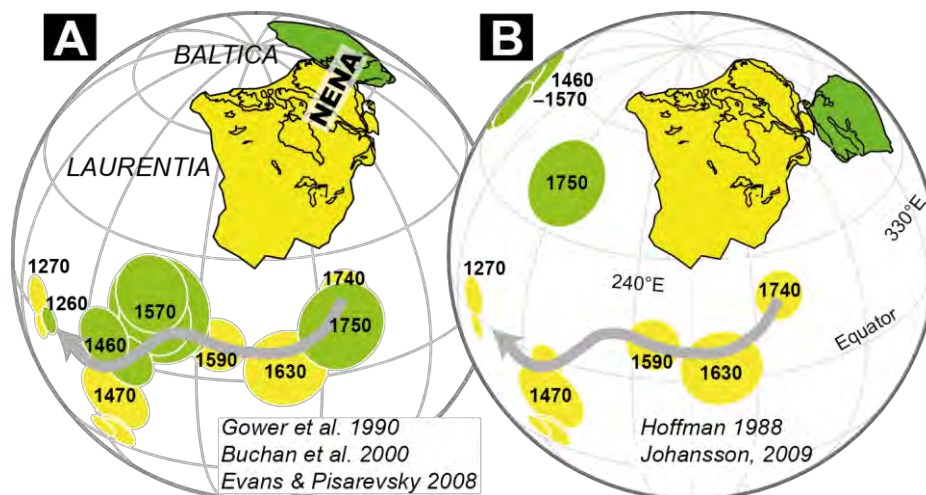 A
BALTICA
NENA
LAURENTIA
1270
1260
1570
1740
1750
1460
1590
1630
1470
Gower et al. 1990
Buchan et al. 2000
Evans & Pisarevsky 2008
B
1460
–1570
1750
330°E
1270
240°E
1740
Equator
1590
1630
1470
Hoffman 1988
Johansson, 2009